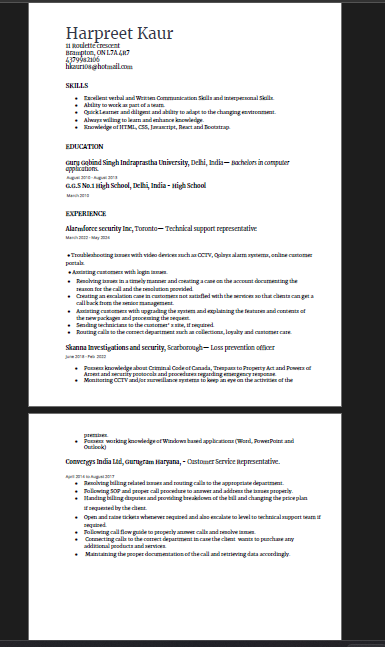 Harpreet Kaur
11 Roulette crescent
Brampton, ON L7A 4R7
4379982106
hkaur108@hotmail.com
SKILLS
● Excellent verbal and Written Communication Skills and interpersonal Skills.
● Ability to work as part of a team.
● Quick Learner and diligent and ability to adapt to the changing environment.
● Always willing to learn and enhance knowledge.
● Knowledge of HTML, CSS, Javascript, React and Bootstrap.
EDUCATION
Guru Gobind Singh Indraprastha University, Delhi, India— Bachelors in computer
applications.
August 2010 - August 2013
G.G.S No.1 High School, Delhi, India - High School
March 2010
EXPERIENCE
Alarmforce security Inc, Toronto— Technical support representative
March 2022 - May 2024
● Troubleshooting issues with video devices such as CCTV, Qolsys alarm systems, online customer
portals.
● Assisting customers with login issues.
● Resolving issues in a timely manner and creating a case on the account documenting the
reason for the call and the resolution provided.
● Creating an escalation case in customers not satisfied with the services so that clients can get a
call back from the senior management.
● Assisting customers with upgrading the system and explaining the features and contents of
the new packages and processing the request.
● Sending technicians to the customer's site, if required.
● Routing calls to the correct department such as collections, loyalty and customer care.
Skanna Investigations and security, Scarborough— Loss prevention officer
June 2019 - Feb 2022
● Possess knowledge about Criminal Code of Canada, Trespass to Property Act and Powers of
Arrest and security protocols and procedures regarding emergency response.
● Monitoring CCTV and/or surveillance systems to keep an eye on the activities of the
premises.
● Possess working knowledge of Windows based applications (Word, PowerPoint and
Outlook)
Convergys India Ltd, Gurugram Haryana, - Customer Service Representative.
April 2014 to August 2017
● Resolving billing related issues and routing calls to the appropriate department.
● Following SOP and proper call procedure to answer and address the issues properly.
● Handing billing disputes and providing breakdown of the bill and changing the price plan
if requested by the client.
● Open and raise tickets whenever required and also escalate to level to technical support team if
required.
● Following call flow guide to properly answer calls and resolve issues.
● Connecting calls to the correct department in case the client wants to purchase any
additional products and services.
● Maintaining the proper documentation of the call and retrieving data accordingly.